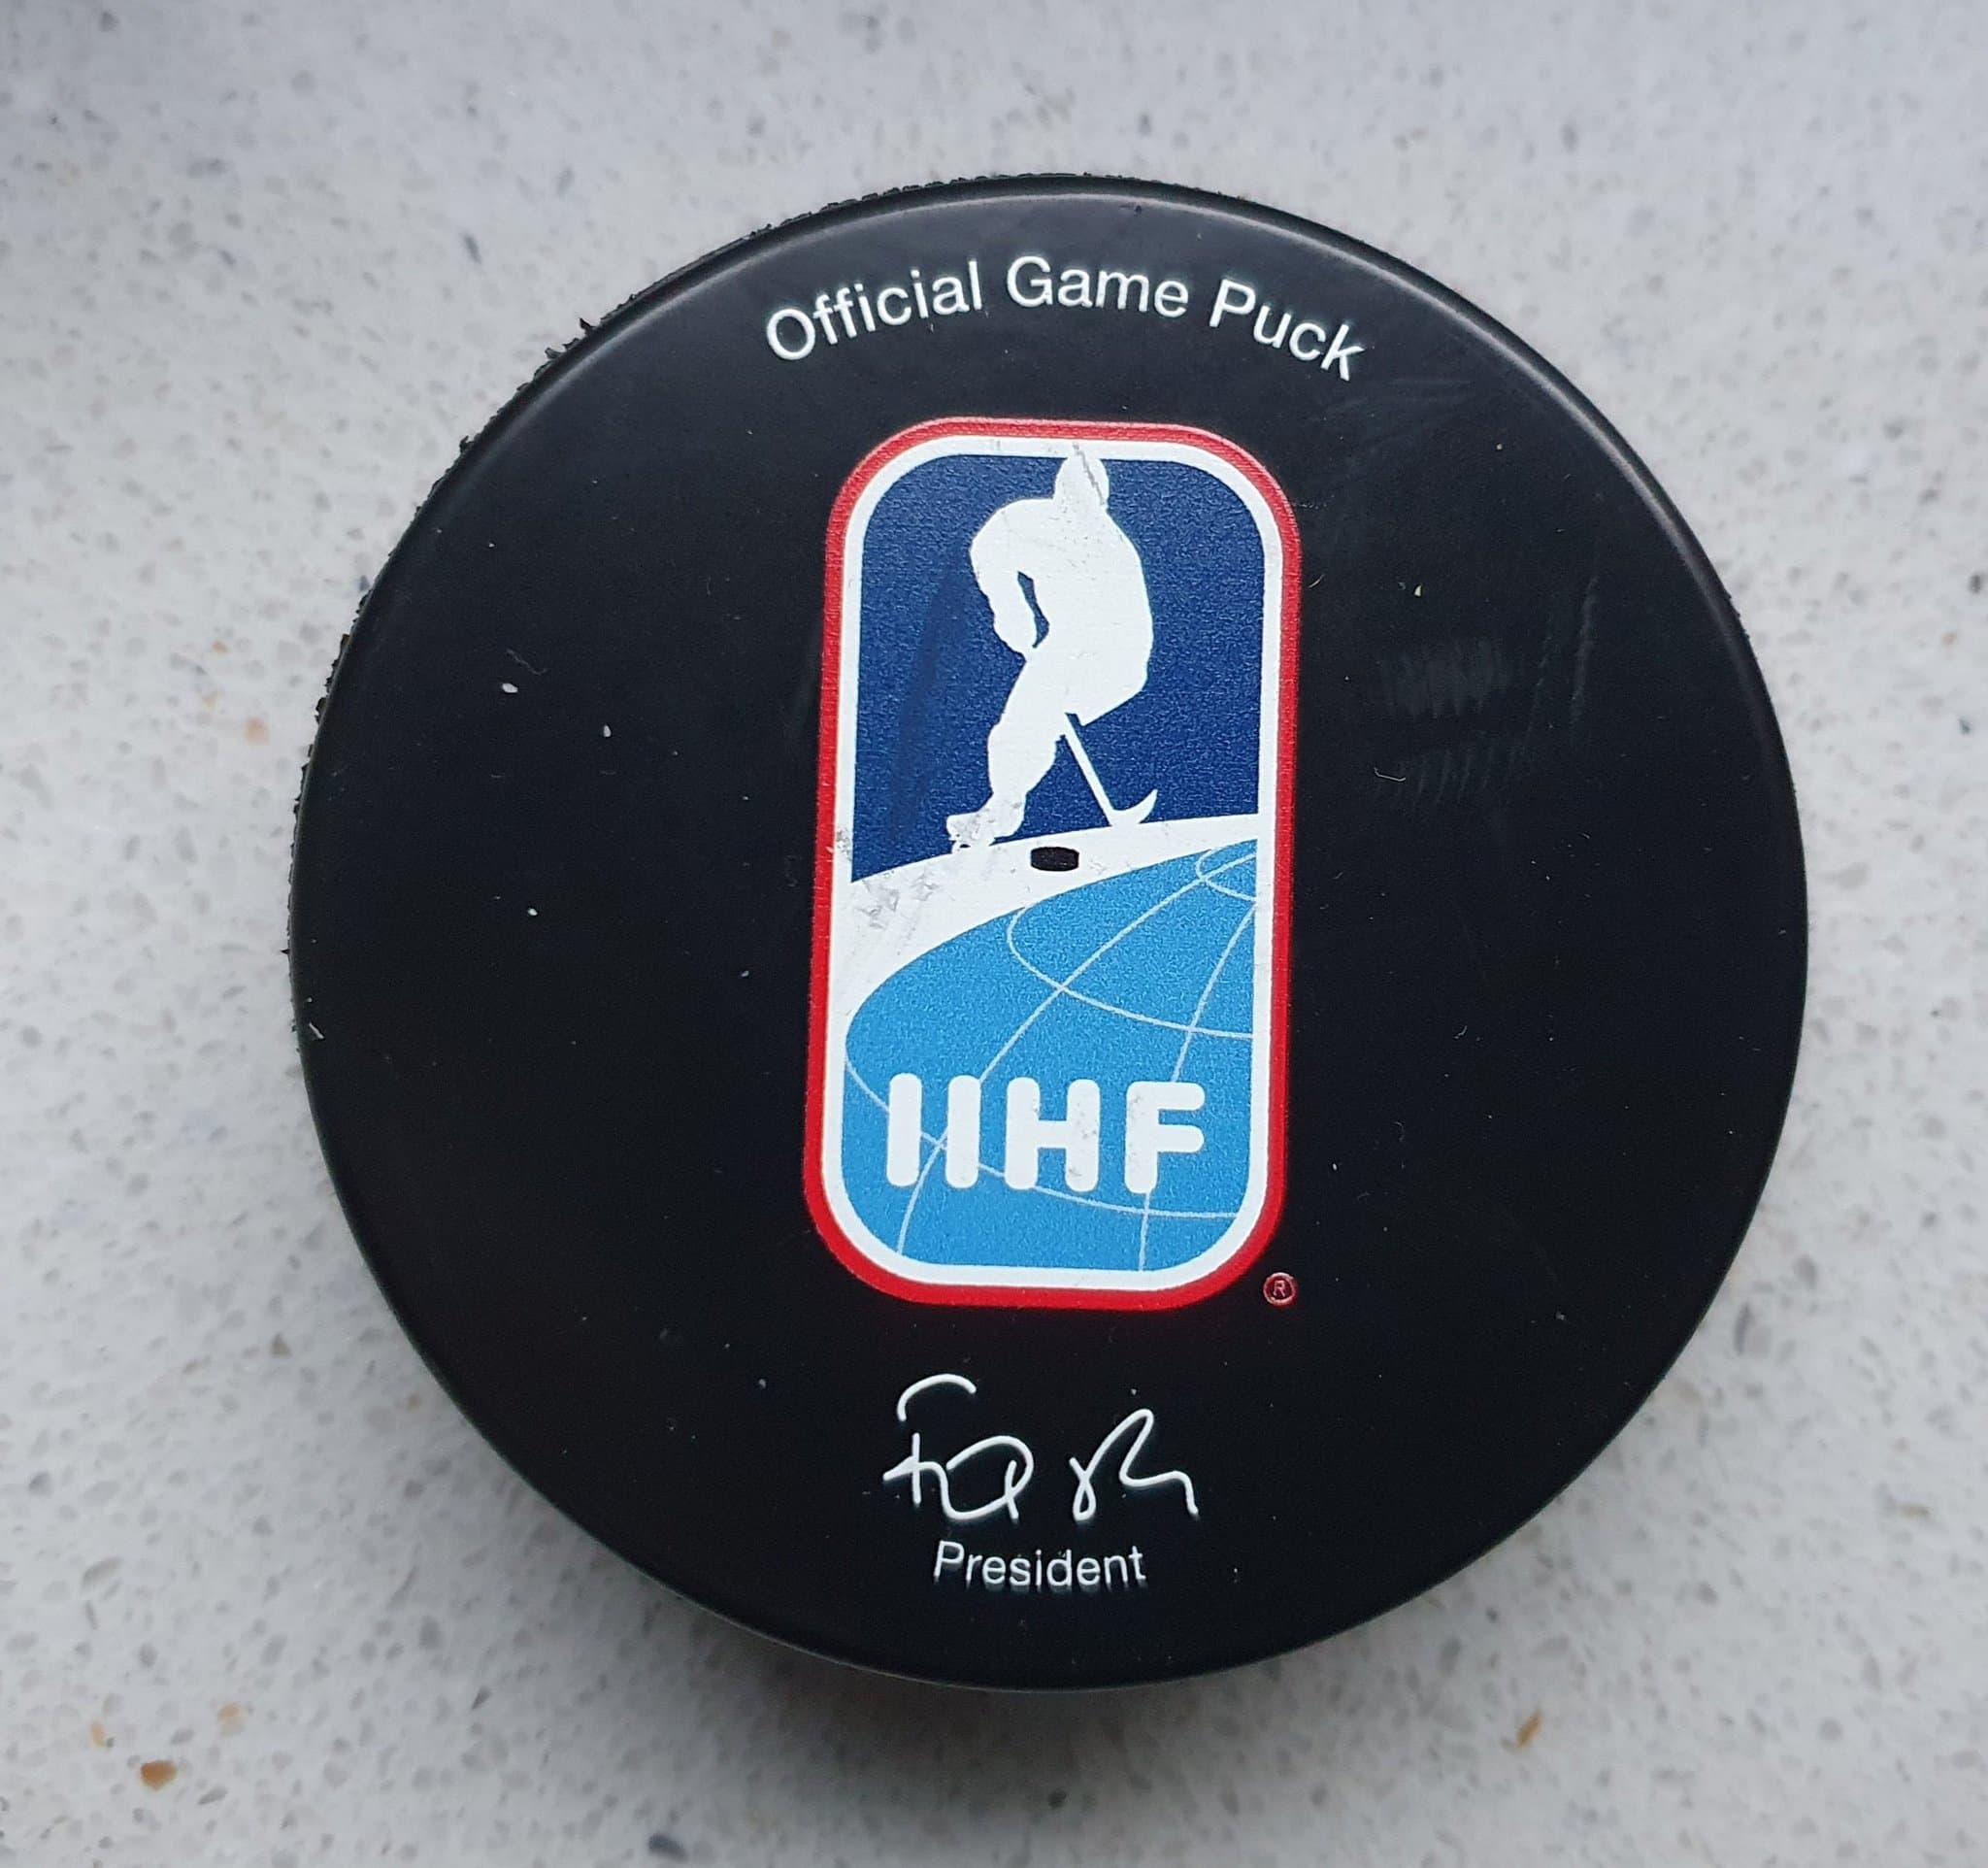 Official Game Puck
IIHF
®
President